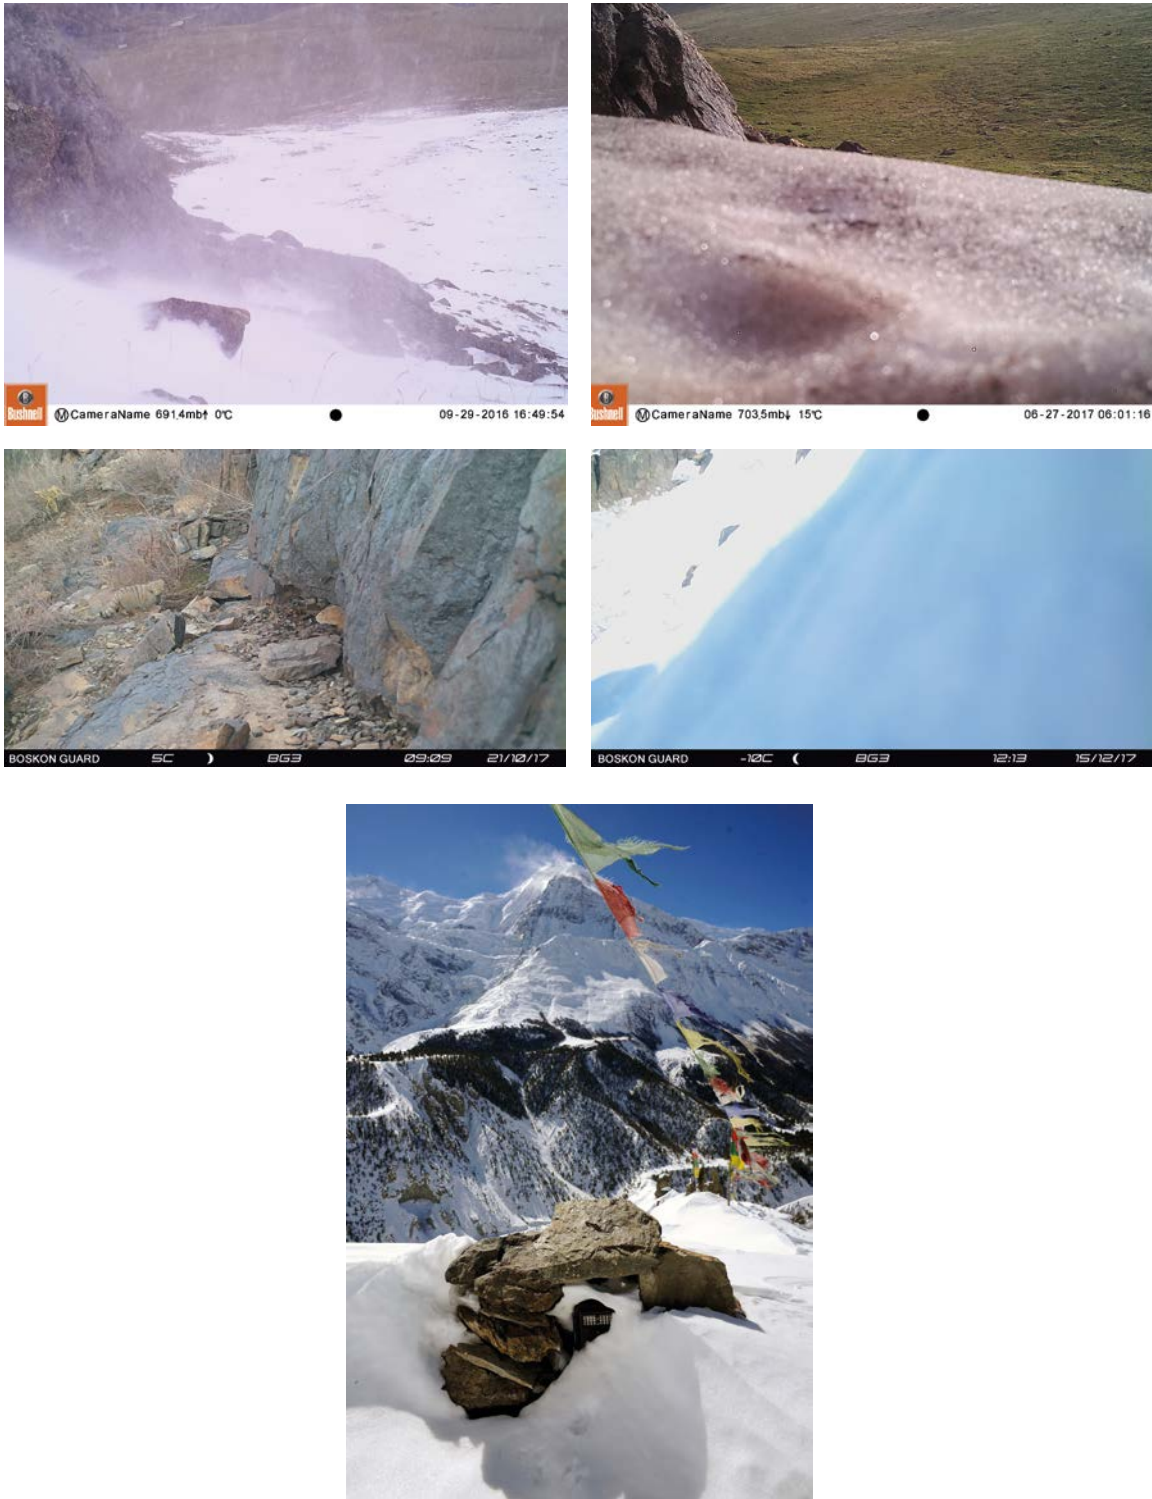 Bushnell
Ⓜ CameraName 691,4mb↑ 0℃ ● 09-29-2016 16:49:54
Bushnell
Ⓜ CameraName 703,5mb↓ 15℃ ● 06-27-2017 06:01:16
BOSKON GUARD 5C BG3 09:09 21/10/17
BOSKON GUARD -10C BG3 12:13 15/12/17